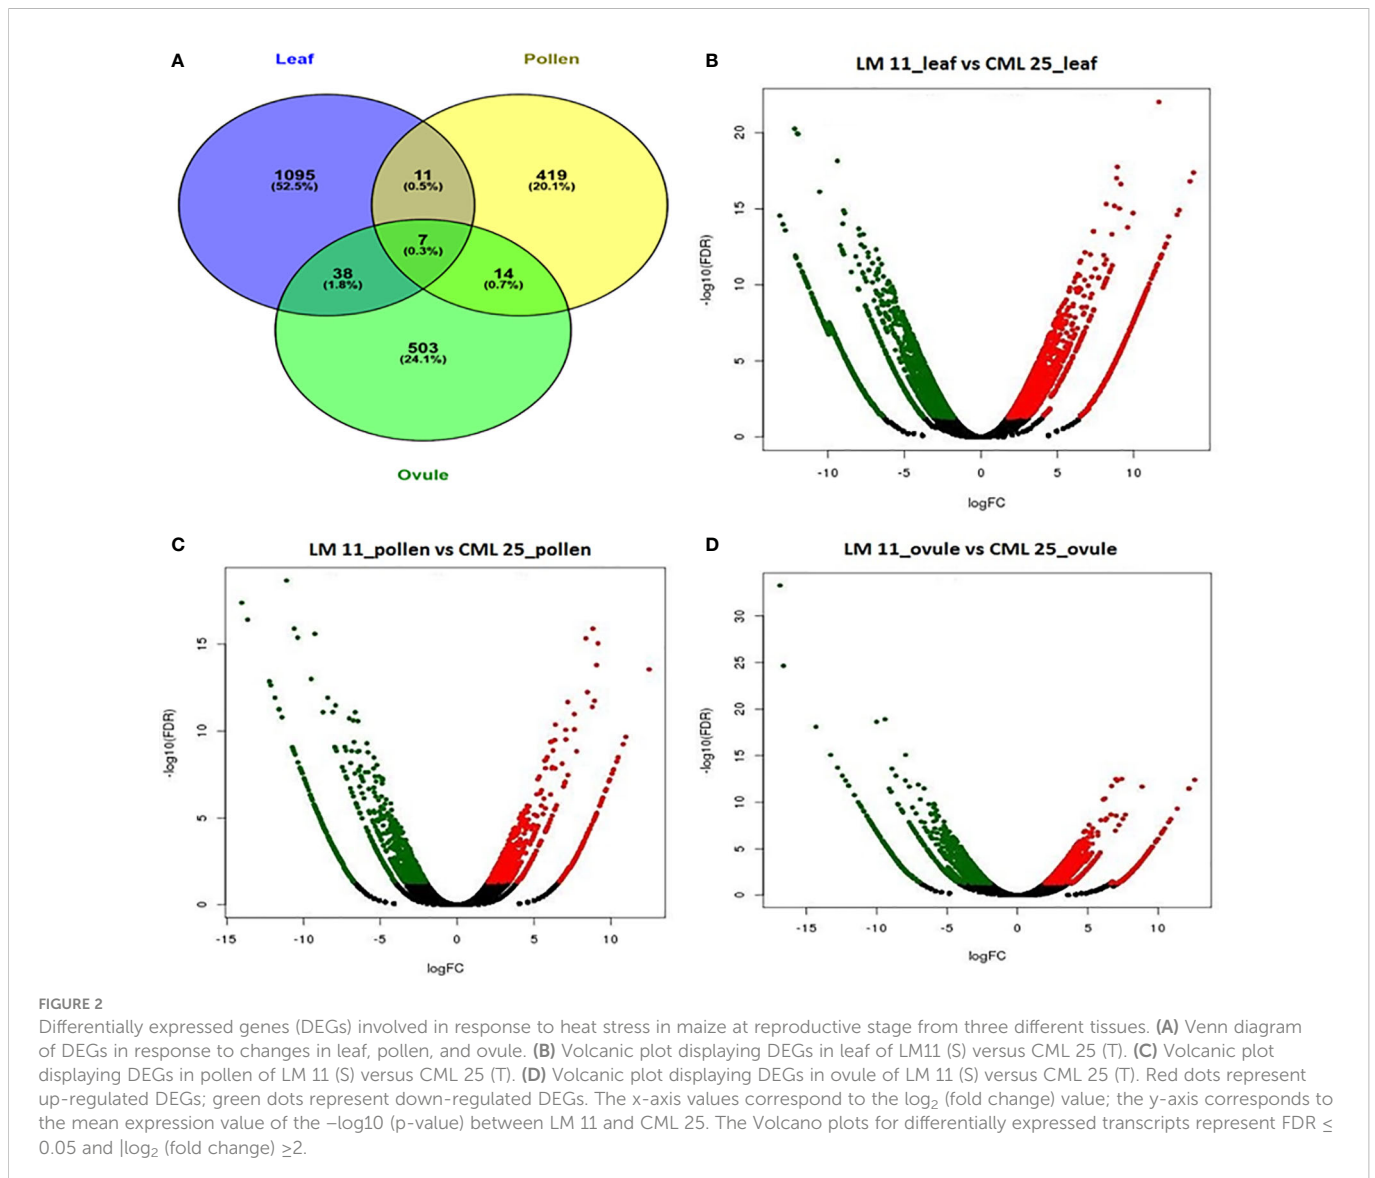 A
Leaf
Pollen
1095
(52.5%)
11
(0.5%)
419
(20.1%)
7
(0.3%)
38
(1.8%)
14
(0.7%)
503
(24.1%)
Ovule
B
LM 11_leaf vs CML 25_leaf
-log10(FDR)
20
15
10
5
0
-10 -5 0 5 10
logFC
C
LM 11_pollen vs CML 25_pollen
-log10(FDR)
15
10
5
0
-15 -10 -5 0 5 10
logFC
D
LM 11_ovule vs CML 25_ovule
-log10(FDR)
30
25
20
15
10
5
0
-15 -10 -5 0 5 10
logFC
FIGURE 2
Differentially expressed genes (DEGs) involved in response to heat stress in maize at reproductive stage from three different tissues. (A) Venn diagram
of DEGs in response to changes in leaf, pollen, and ovule. (B) Volcanic plot displaying DEGs in leaf of LM11 (S) versus CML 25 (T). (C) Volcanic plot
displaying DEGs in pollen of LM 11 (S) versus CML 25 (T). (D) Volcanic plot displaying DEGs in ovule of LM 11 (S) versus CML 25 (T). Red dots represent
up-regulated DEGs; green dots represent down-regulated DEGs. The x-axis values correspond to the log₂ (fold change) value; the y-axis corresponds to
the mean expression value of the –log10 (p-value) between LM 11 and CML 25. The Volcano plots for differentially expressed transcripts represent FDR ≤
0.05 and |log₂ (fold change) ≥2.